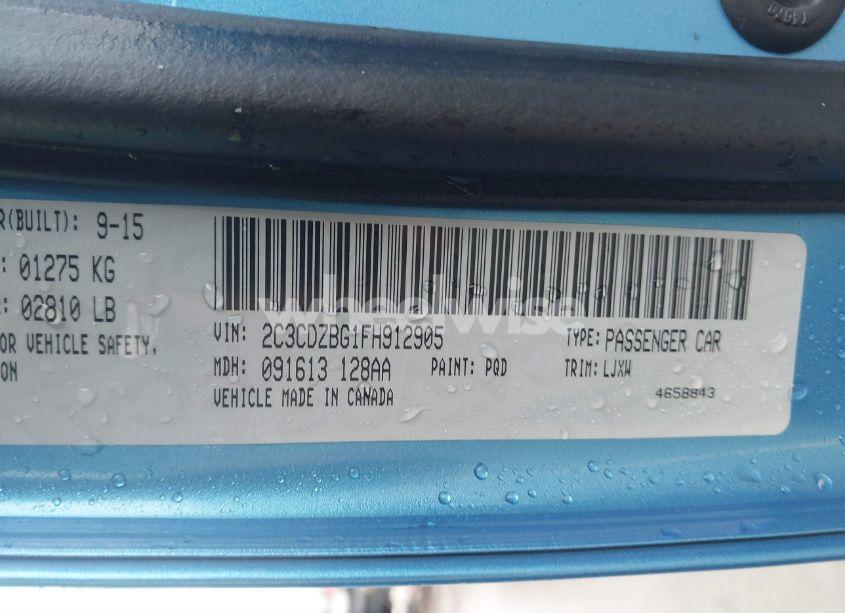 R(BUILT): 9-15
: 01275 KG
: 02810 LB
OR VEHICLE SAFETY,
ON
wheelwise
VIN: 2C3CDZBG1FH912905
TYPE: PASSENGER CAR
MDH: 091613 128AA
PAINT: PQD
TRIM: LJXW
VEHICLE MADE IN CANADA
4658843